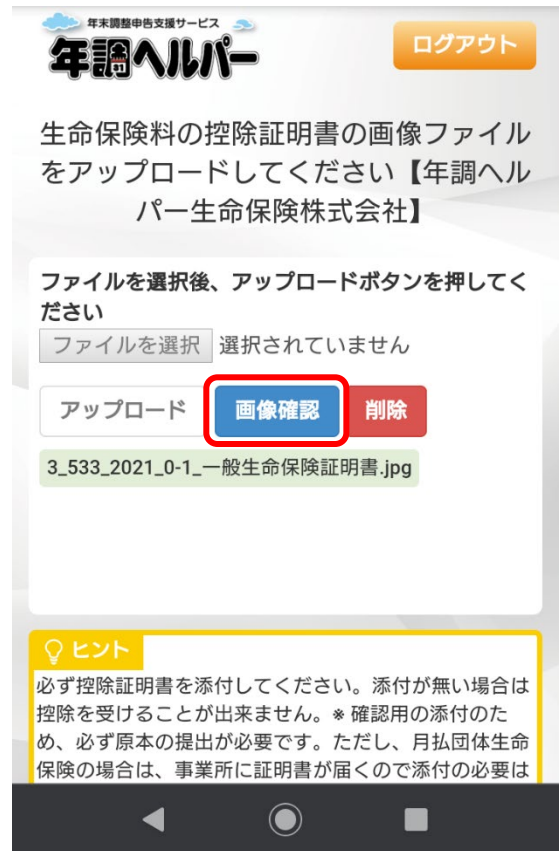 年末調整申告支援サービス
年調ヘルパー
ログアウト
生命保険料の控除証明書の画像ファイル
をアップロードしてください【年調ヘル
パー生命保険株式会社】
ファイルを選択後、アップロードボタンを押してく
ださい
ファイルを選択 選択されていません
アップロード 画像確認 削除
3_533_2021_0-1_一般生命保険証明書.jpg
ヒント
必ず控除証明書を添付してください。添付が無い場合は
控除を受けることが出来ません。※ 確認用の添付のた
め、必ず原本の提出が必要です。ただし、月払団体生命
保険の場合は、事業所に証明書が届くので添付の必要は